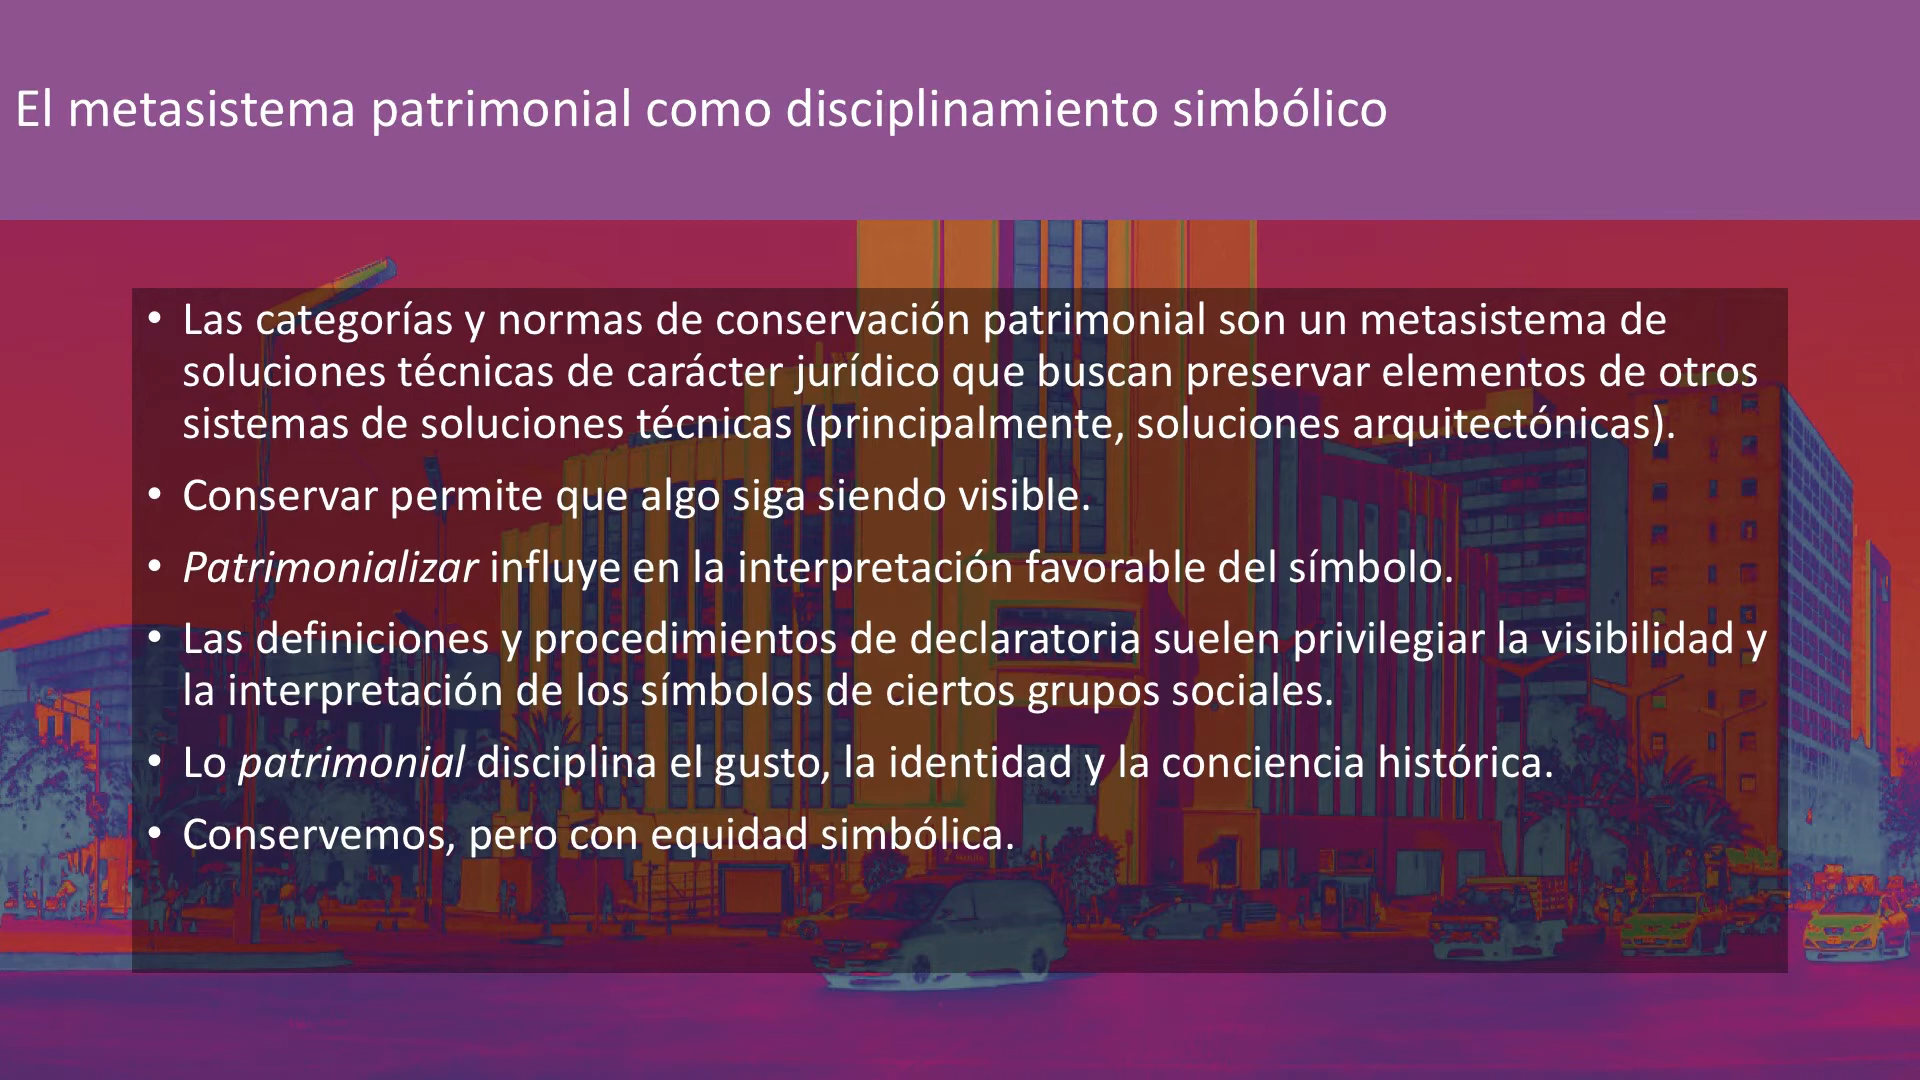 El metasistema patrimonial como disciplinamiento simbólico
• Las categorías y normas de conservación patrimonial son un metasistema de
soluciones técnicas de carácter jurídico que buscan preservar elementos de otros
sistemas de soluciones técnicas (principalmente, soluciones arquitectónicas).
• Conservar permite que algo siga siendo visible.
• Patrimonializar influye en la interpretación favorable del símbolo.
• Las definiciones y procedimientos de declaratoria suelen privilegiar la visibilidad y
la interpretación de los símbolos de ciertos grupos sociales.
• Lo patrimonial disciplina el gusto, la identidad y la conciencia histórica.
• Conservemos, pero con equidad simbólica.